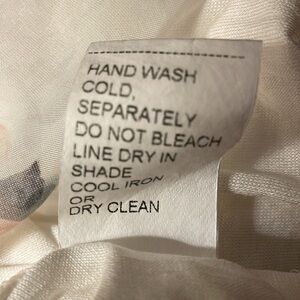 HAND WASH
COLD,
SEPARATELY
DO NOT BLEACH
LINE DRY IN
SHADE
COOL IRON
OR
DRY CLEAN